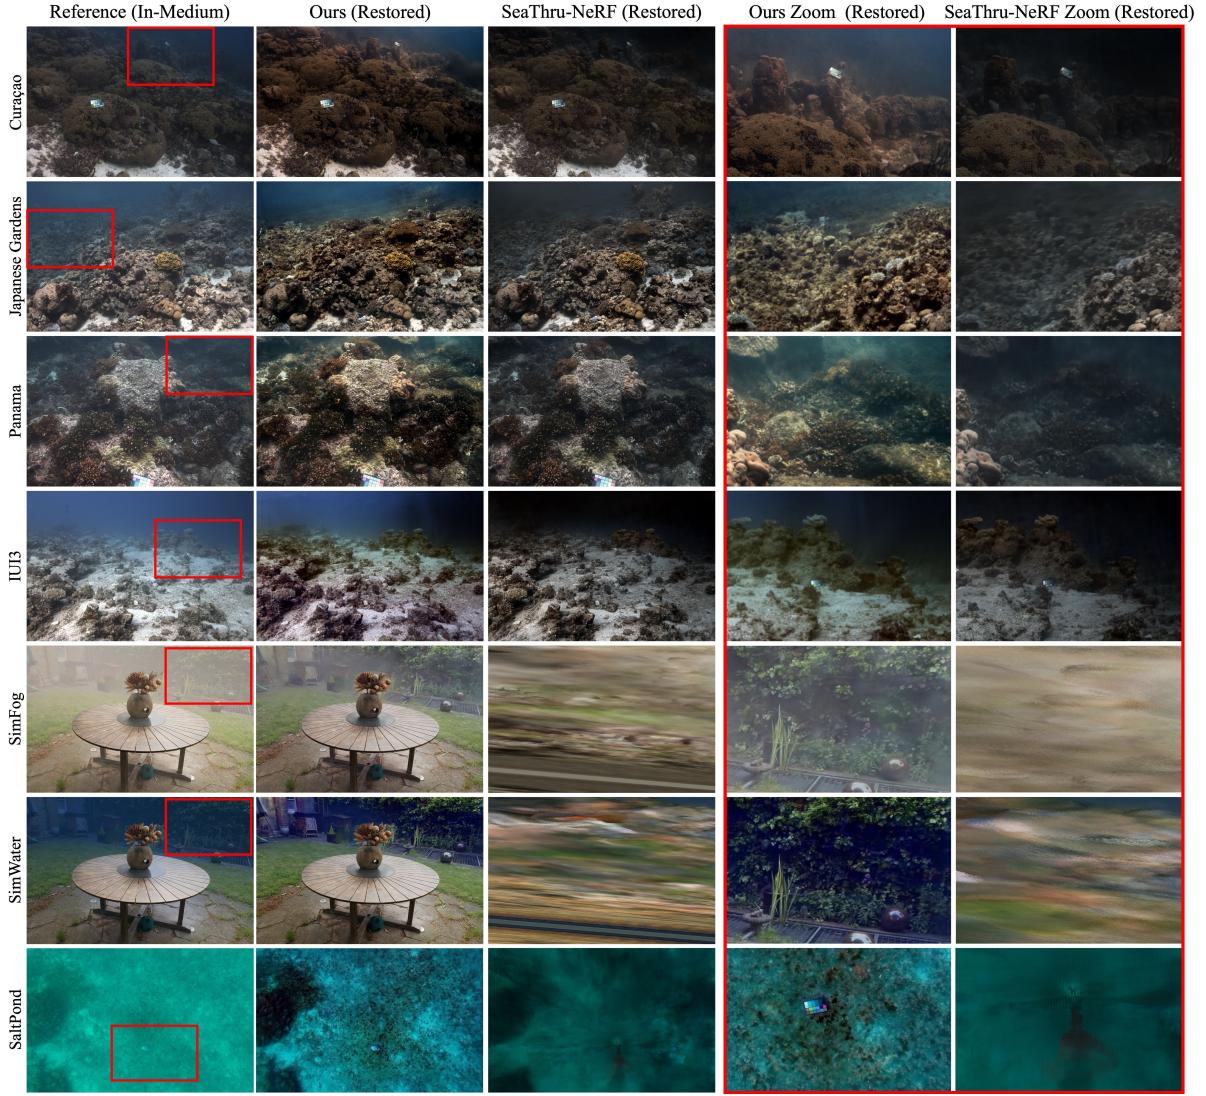 Reference (In-Medium) Ours (Restored) SeaThru-NeRF (Restored) Ours Zoom (Restored) SeaThru-NeRF Zoom (Restored)
Curaçao
Japanese Gardens
Panama
IUI3
SimFog
SimWater
SaltPond